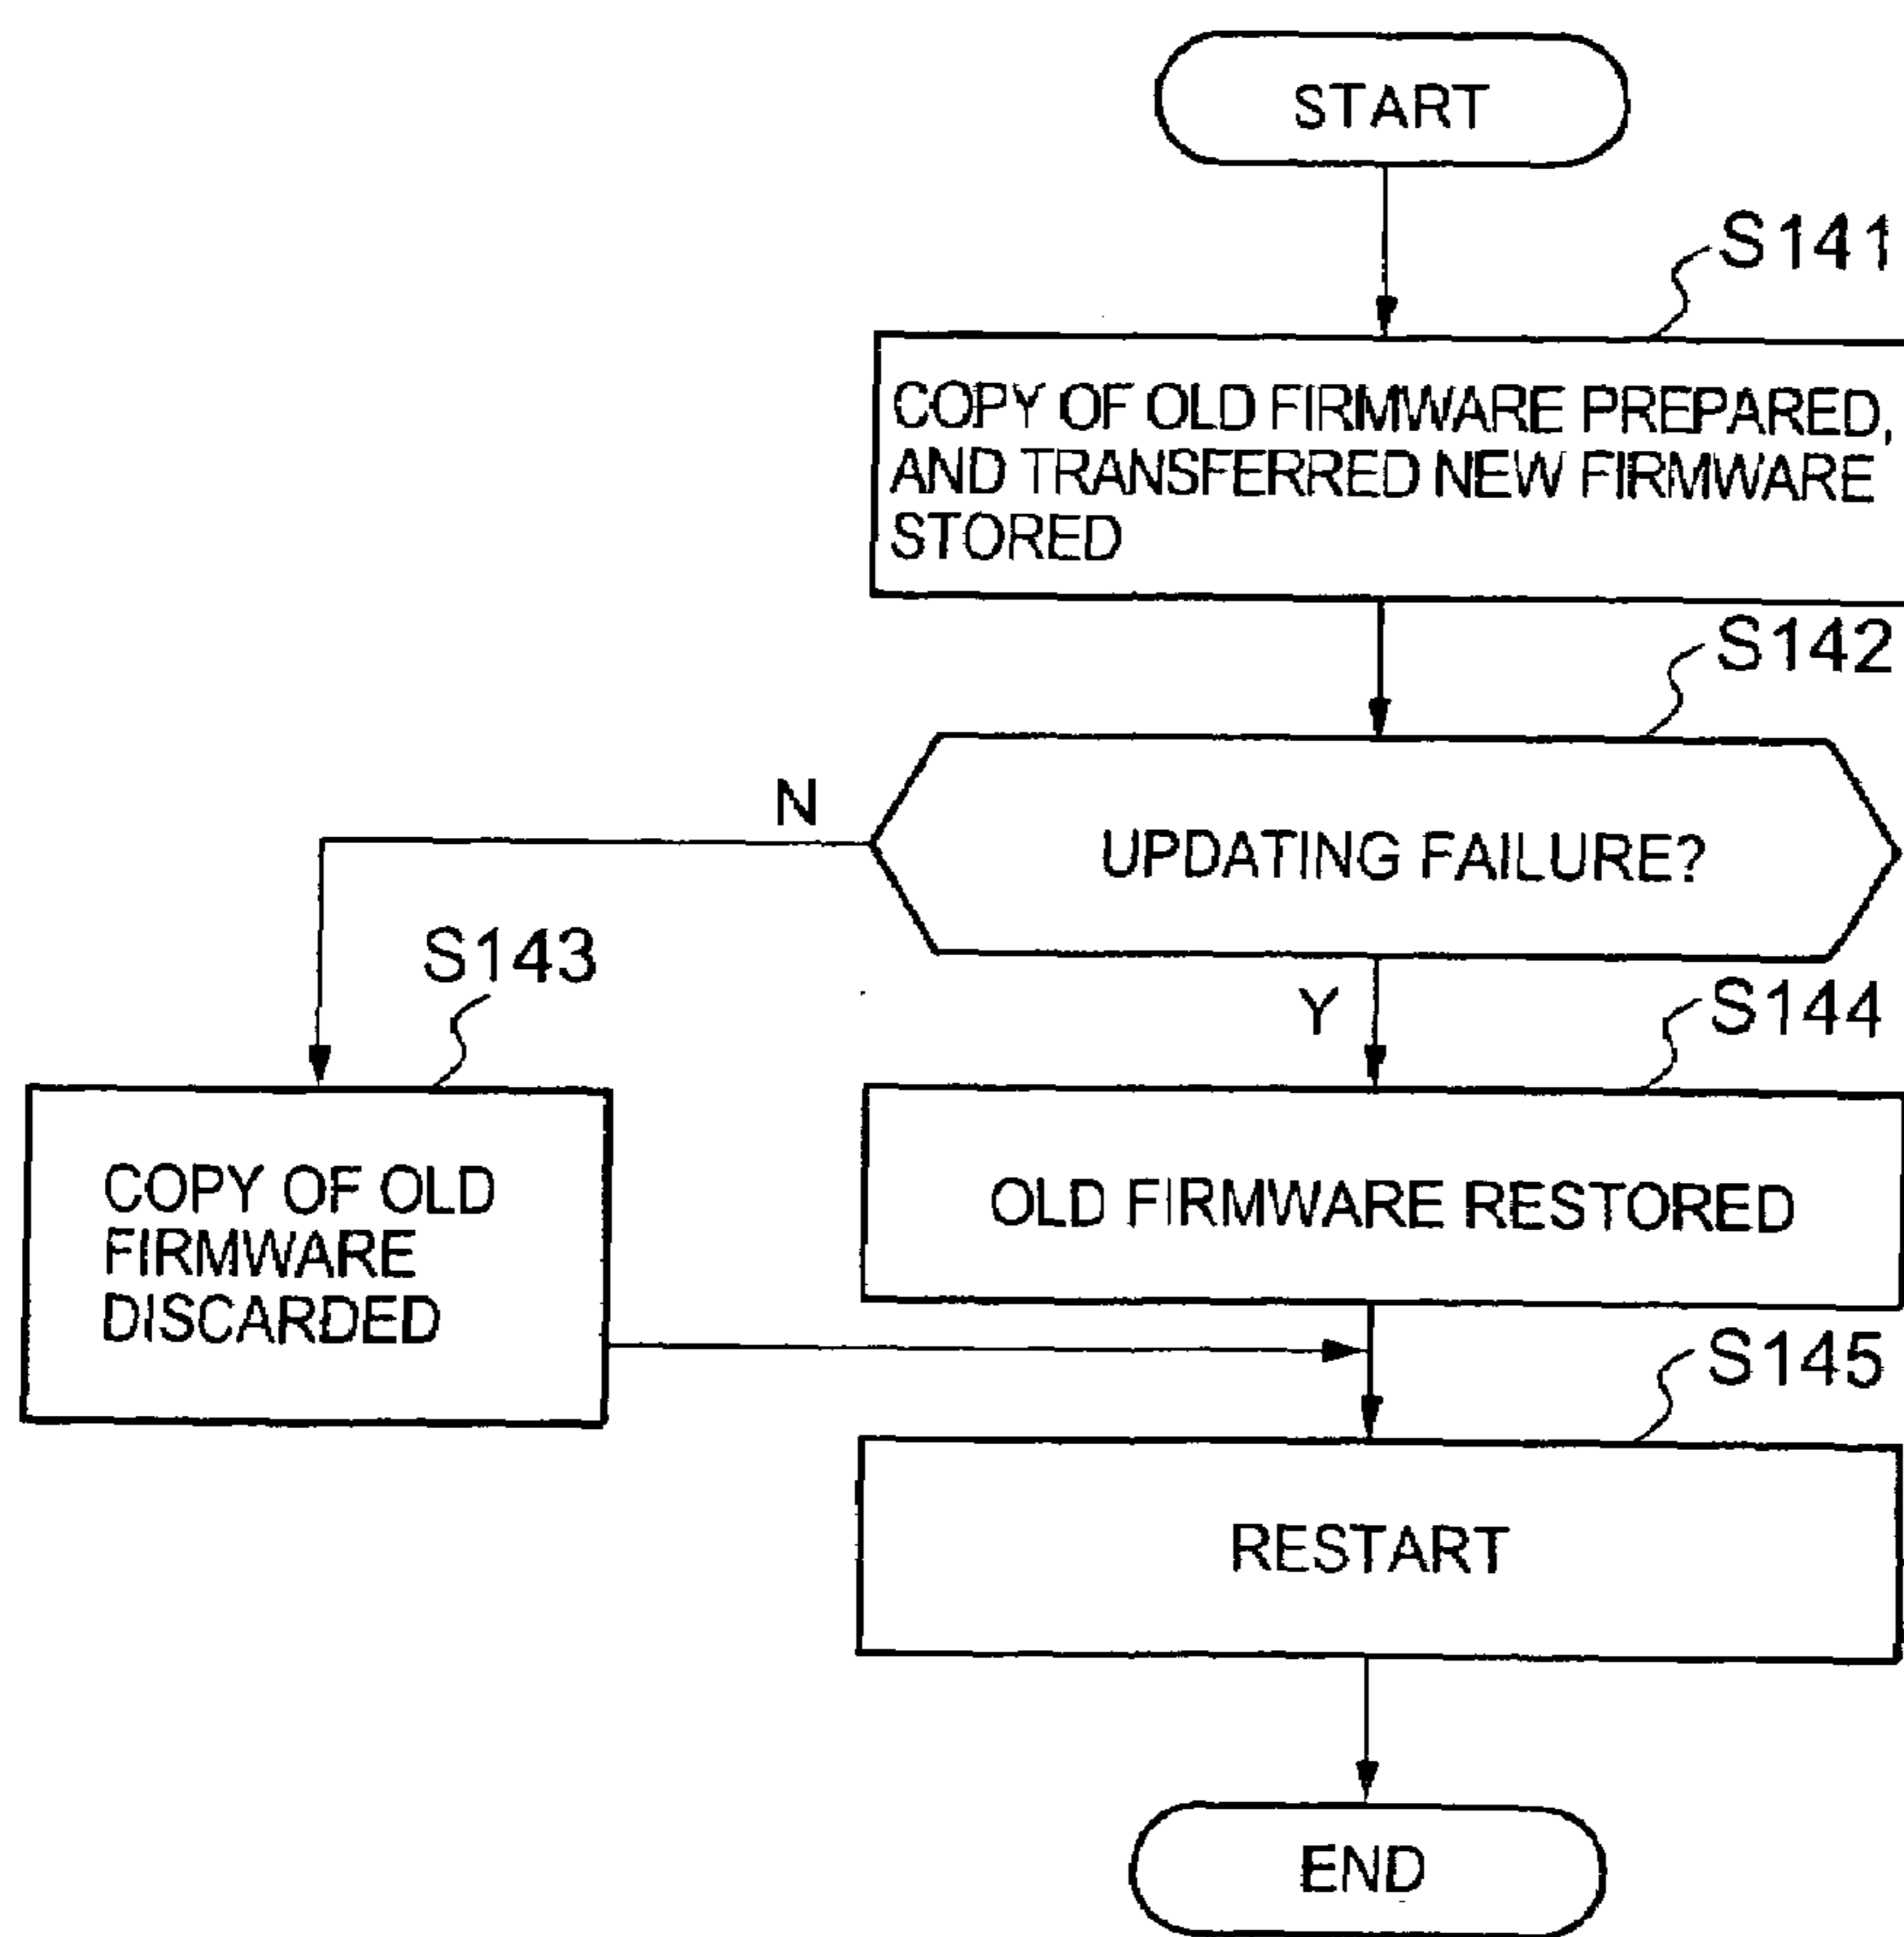 START
S141
COPY OF OLD FIRMWARE PREPARED,
AND TRANSFERRED NEW FIRMWARE
STORED
S142
N
UPDATING FAILURE?
S143
Y
S144
COPY OF OLD
FIRMWARE
DISCARDED
OLD FIRMWARE RESTORED
S145
RESTART
END